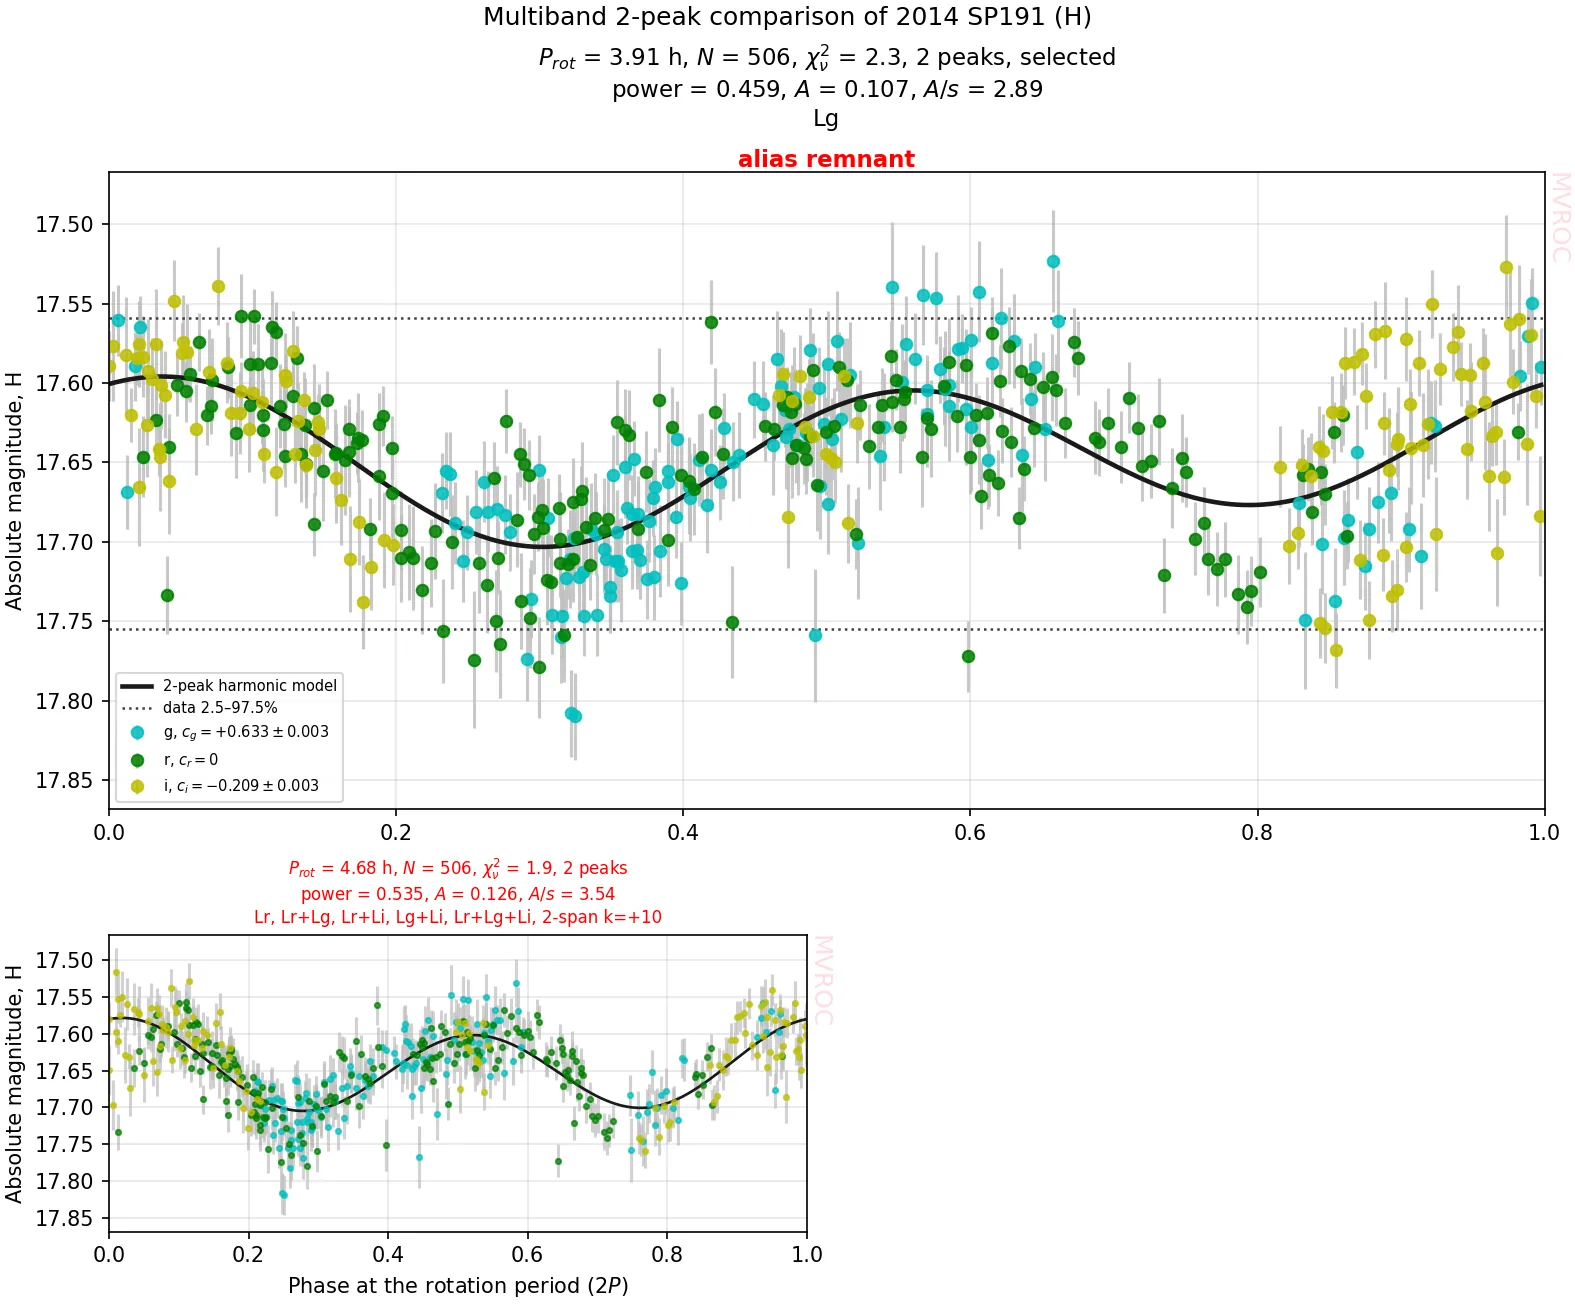 Multiband 2-peak comparison of 2014 SP191 (H)
P_rot = 3.91 h, N = 506, χ²_ν = 2.3, 2 peaks, selected
power = 0.459, A = 0.107, A/s = 2.89
Lg
alias remnant
MVROC
Absolute magnitude, H
17.50
17.55
17.60
17.65
17.70
17.75
17.80
17.85
2-peak harmonic model
data 2.5–97.5%
g, c_g = +0.633 ± 0.003
r, c_r = 0
i, c_i = −0.209 ± 0.003
0.0 0.2 0.4 0.6 0.8 1.0
P_rot = 4.68 h, N = 506, χ²_ν = 1.9, 2 peaks
power = 0.535, A = 0.126, A/s = 3.54
Lr, Lr+Lg, Lr+Li, Lg+Li, Lr+Lg+Li, 2-span k=+10
MVROC
Absolute magnitude, H
17.50
17.55
17.60
17.65
17.70
17.75
17.80
17.85
0.0 0.2 0.4 0.6 0.8 1.0
Phase at the rotation period (2P)